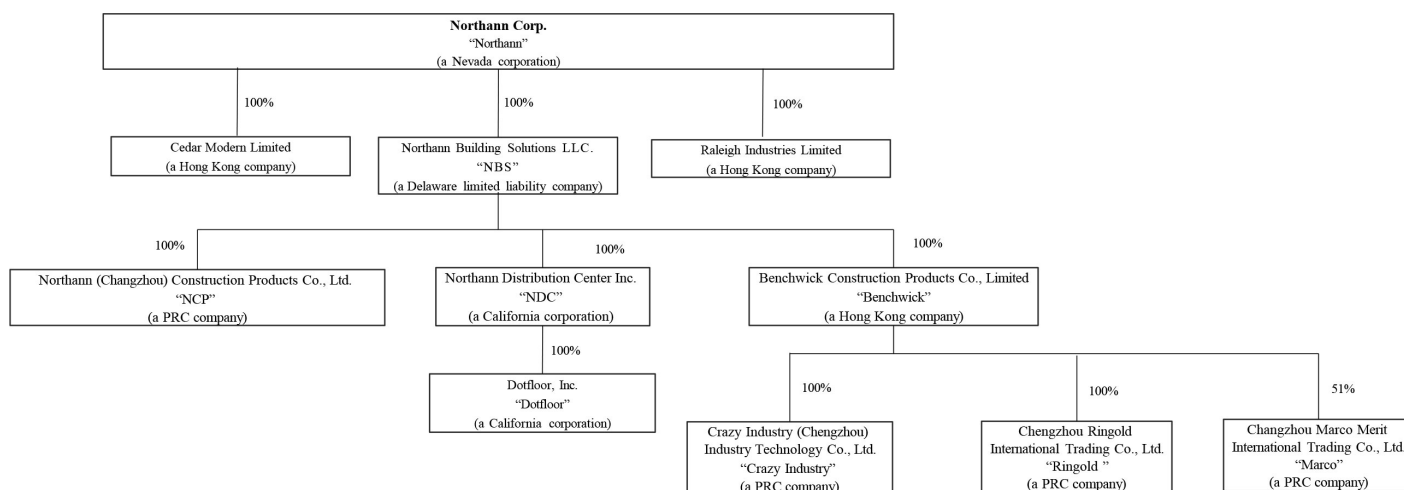 Northann Corp.
“Northann”
(a Nevada corporation)
100%
100%
100%
Cedar Modern Limited
(a Hong Kong company)
Northann Building Solutions LLC.
“NBS”
(a Delaware limited liability company)
Raleigh Industries Limited
(a Hong Kong company)
100%
100%
100%
Northann (Changzhou) Construction Products Co., Ltd.
“NCP”
(a PRC company)
Northann Distribution Center Inc.
“NDC”
(a California corporation)
Benchwick Construction Products Co., Limited
“Benchwick”
(a Hong Kong company)
100%
100%
100%
51%
Dotfloor, Inc.
“Dotfloor”
(a California corporation)
Crazy Industry (Chengzhou)
Industry Technology Co., Ltd.
“Crazy Industry”
(a PRC company)
Chengzhou Ringold
International Trading Co., Ltd.
“Ringold ”
(a PRC company)
Changzhou Marco Merit
International Trading Co., Ltd.
“Marco”
(a PRC company)